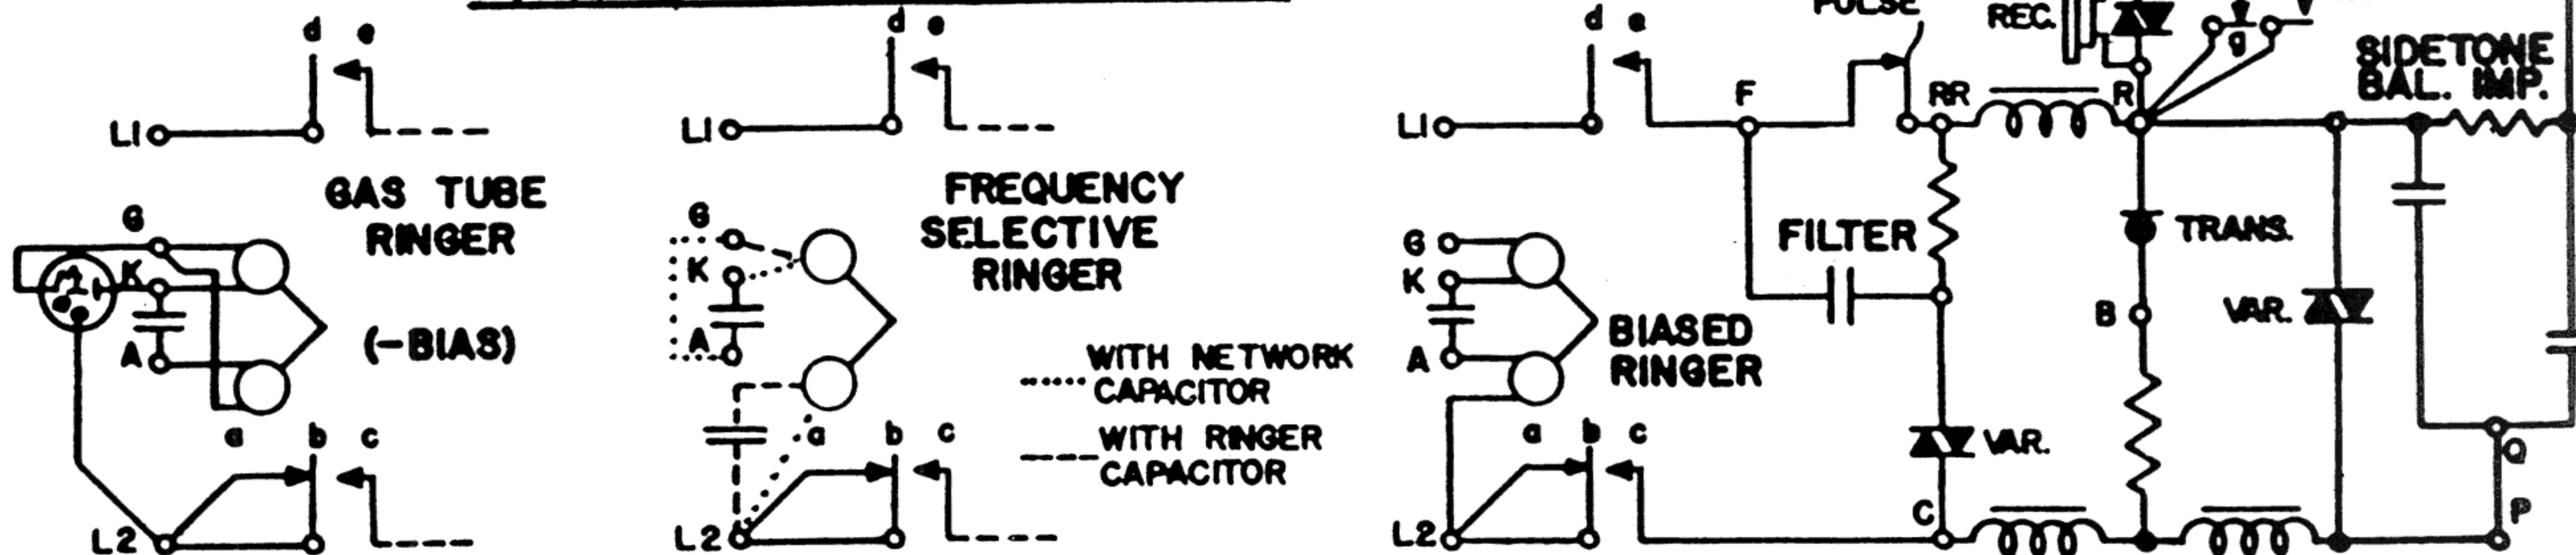 d e
L1
GAS TUBE
RINGER
G
K
A
(-BIAS)
a b c
L2
d e
L1
FREQUENCY
SELECTIVE
RINGER
G
K
A
WITH NETWORK
CAPACITOR
WITH RINGER
CAPACITOR
a b c
L2
d e
L1
F
PULSE
RR
R
REC.
g
SIDETONE
BAL. IMP.
FILTER
TRANS.
G
K
A
BIASED
RINGER
B
VAR.
a b c
VAR.
L2
C
Q
P